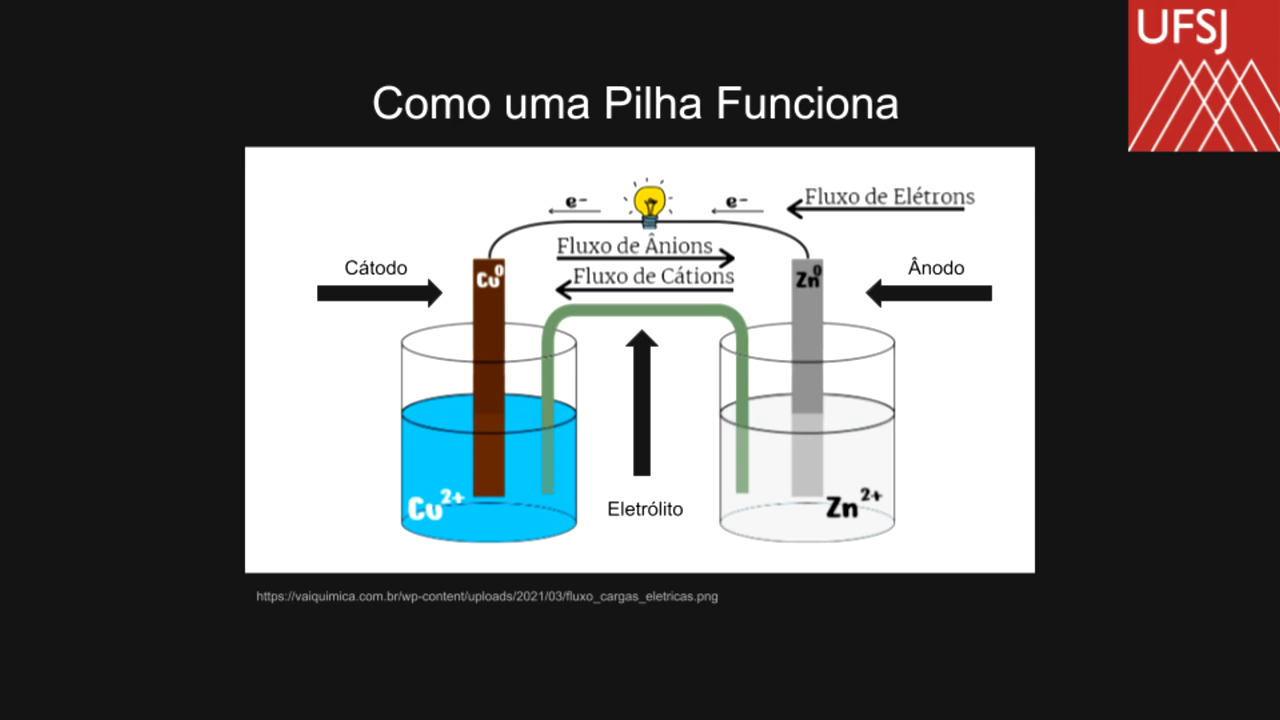 UFSJ
Como uma Pilha Funciona
Fluxo de Elétrons
e-
e-
Fluxo de Ânions
Fluxo de Cátions
Cátodo
Ânodo
Cu0
Zn0
Cu2+
Zn2+
Eletrólito
https://vaiquimica.com.br/wp-content/uploads/2021/03/fluxo_cargas_eletricas.png